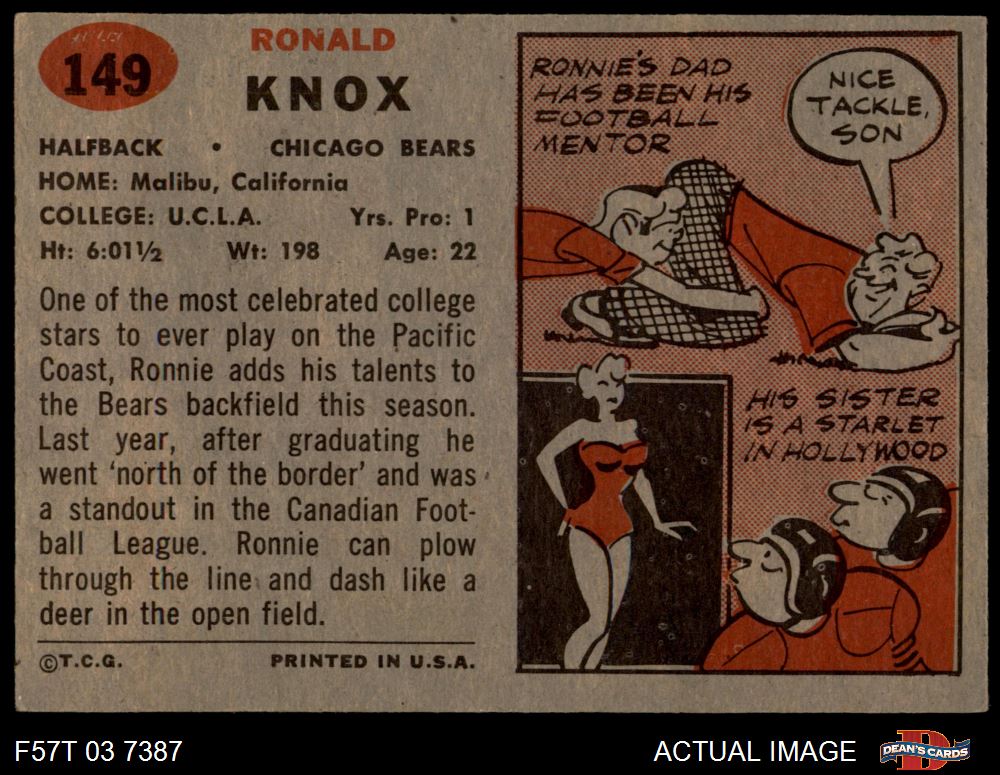 149
RONALD
KNOX
HALFBACK • CHICAGO BEARS
HOME: Malibu, California
COLLEGE: U.C.L.A. Yrs. Pro: 1
Ht: 6:01½ Wt: 198 Age: 22
One of the most celebrated college
stars to ever play on the Pacific
Coast, Ronnie adds his talents to
the Bears backfield this season.
Last year, after graduating he
went 'north of the border' and was
a standout in the Canadian Foot-
ball League. Ronnie can plow
through the line and dash like a
deer in the open field.
©T.C.G. PRINTED IN U.S.A.
RONNIE'S DAD
HAS BEEN HIS
FOOTBALL
MENTOR
NICE
TACKLE,
SON
HIS SISTER
IS A STARLET
IN HOLLYWOOD
F57T 03 7387 ACTUAL IMAGE DEAN'S CARDS